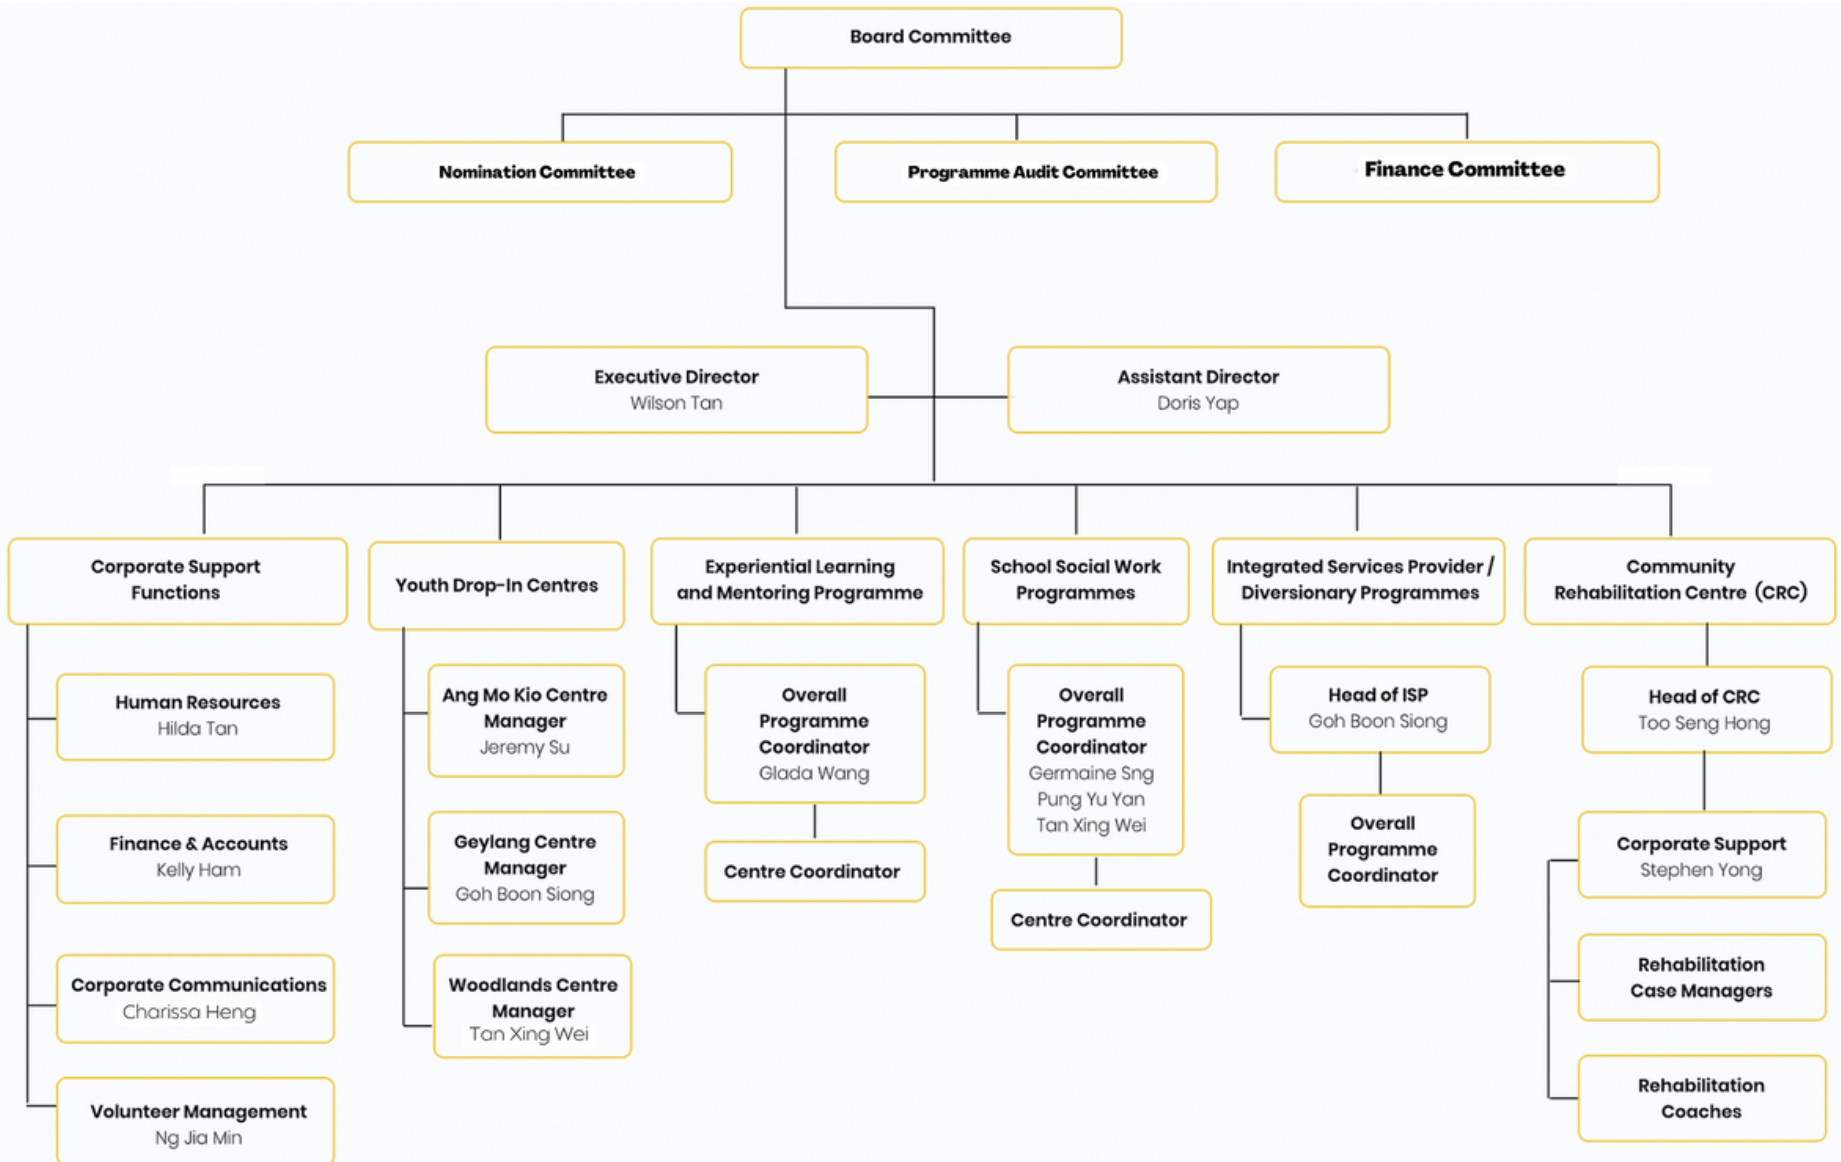 Board Committee
Nomination Committee
Programme Audit Committee
Finance Committee
Executive Director
Wilson Tan
Assistant Director
Doris Yap
Corporate Support
Functions
Human Resources
Hilda Tan
Finance & Accounts
Kelly Ham
Corporate Communications
Charissa Heng
Volunteer Management
Ng Jia Min
Youth Drop-In Centres
Ang Mo Kio Centre
Manager
Jeremy Su
Geylang Centre
Manager
Goh Boon Siong
Woodlands Centre
Manager
Tan Xing Wei
Experiential Learning
and Mentoring Programme
Overall
Programme
Coordinator
Glada Wang
Centre Coordinator
School Social Work
Programmes
Overall
Programme
Coordinator
Germaine Sng
Pung Yu Yan
Tan Xing Wei
Centre Coordinator
Integrated Services Provider /
Diversionary Programmes
Head of ISP
Goh Boon Siong
Overall
Programme
Coordinator
Community
Rehabilitation Centre (CRC)
Head of CRC
Too Seng Hong
Corporate Support
Stephen Yong
Rehabilitation
Case Managers
Rehabilitation
Coaches